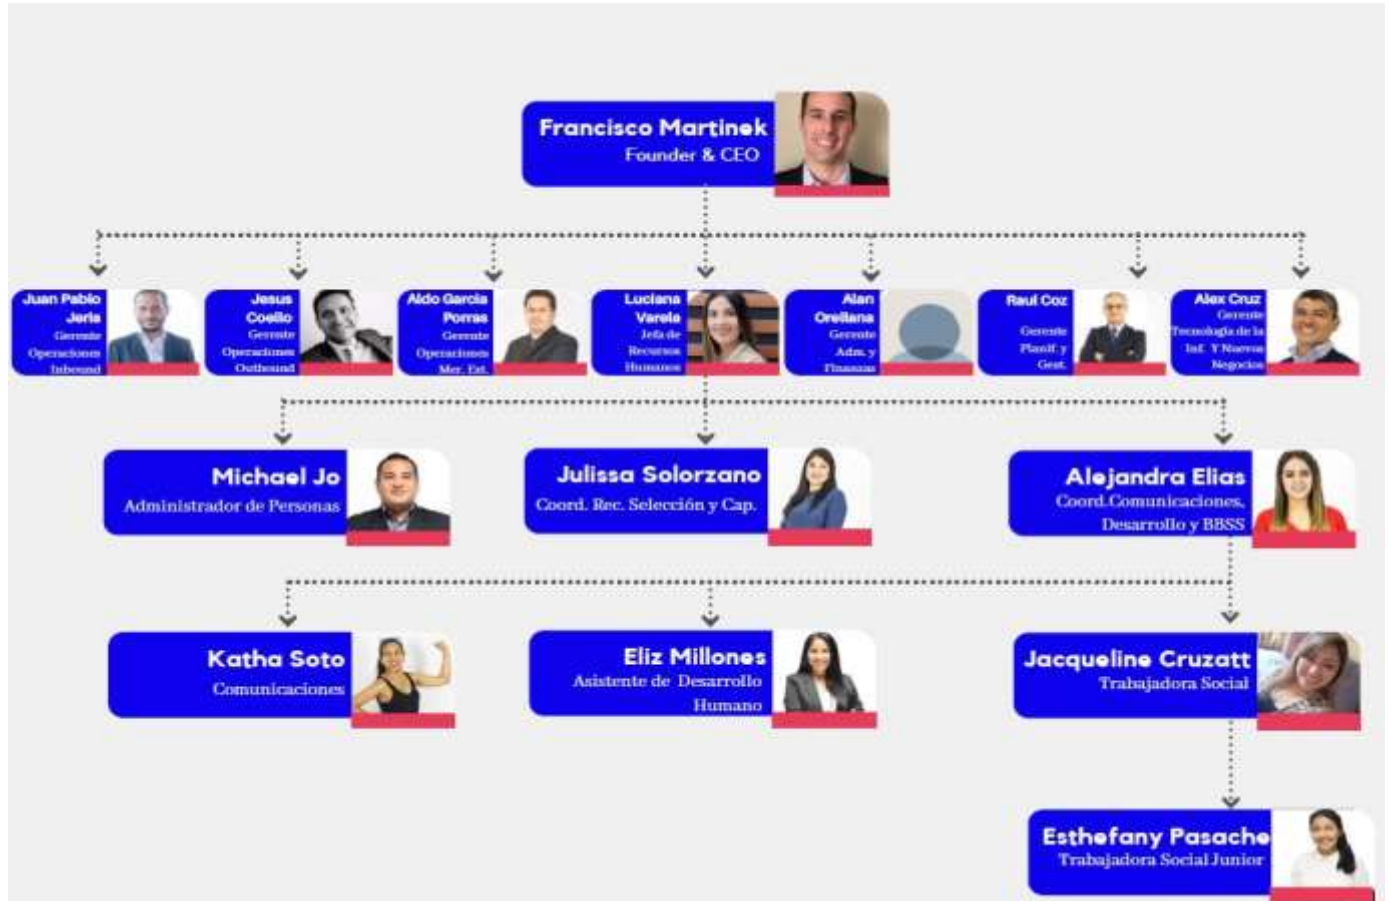 Francisco Martinek
Founder & CEO
Juan Pablo
Jerla
Gerente
Operaciones
Inbound
Jesus
Coello
Gerente
Operaciones
Outbound
Aldo Garcia
Porras
Gerente
Operaciones
Mer. Ext.
Luciana
Varela
Jefa de
Recursos
Humanos
Alan
Orellana
Gerente
Adm. y
Finanzas
Raul Coz
Gerente
Planif. y
Gest.
Alex Cruz
Gerente
Tecnología de la
Inf. Y Nuevos
Negocios
Michael Jo
Administrador de Personas
Julissa Solorzano
Coord. Rec. Selección y Cap.
Alejandra Elias
Coord.Comunicaciones,
Desarrollo y BBSS
Katha Soto
Comunicaciones
Eliz Millones
Asistente de Desarrollo
Humano
Jacqueline Cruzatt
Trabajadora Social
Esthefany Pasache
Trabajadora Social Junior